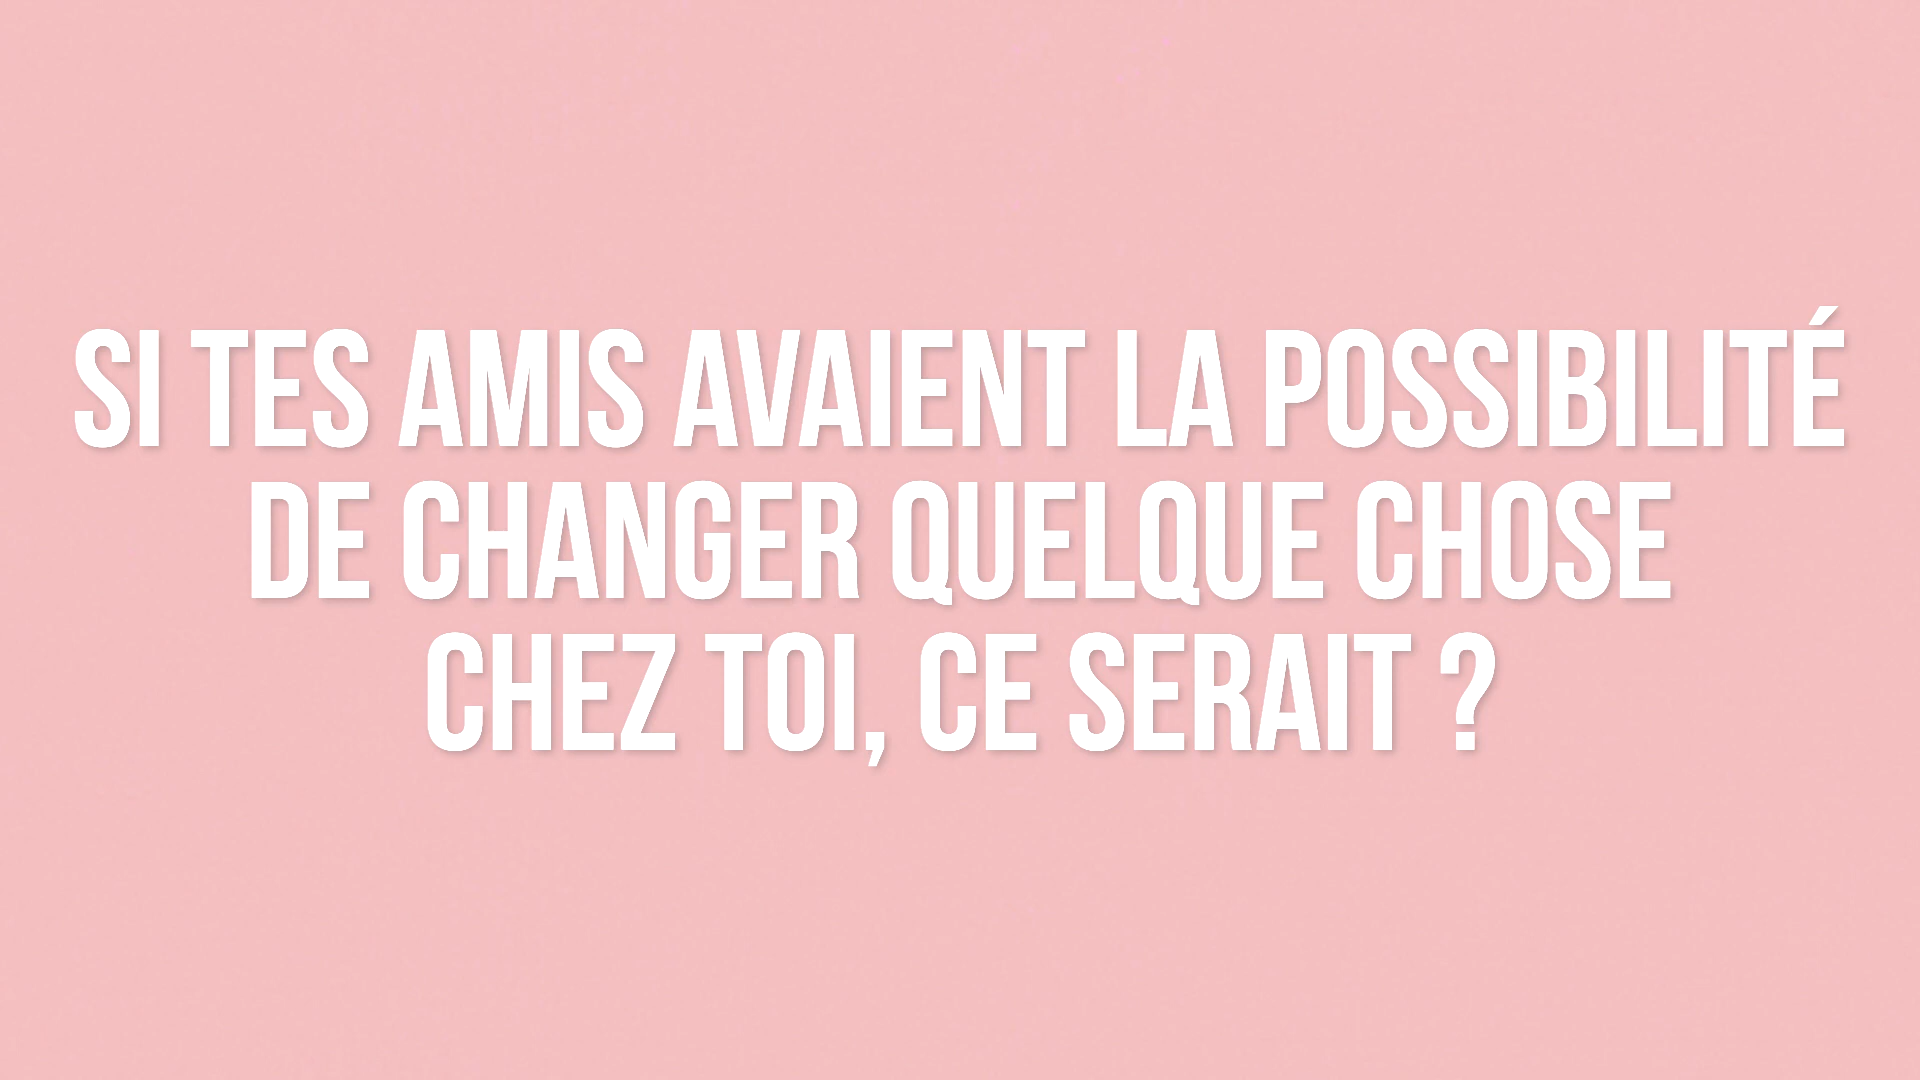 SI TES AMIS AVAIENT LA POSSIBILITÉ
DE CHANGER QUELQUE CHOSE
CHEZ TOI, CE SERAIT ?